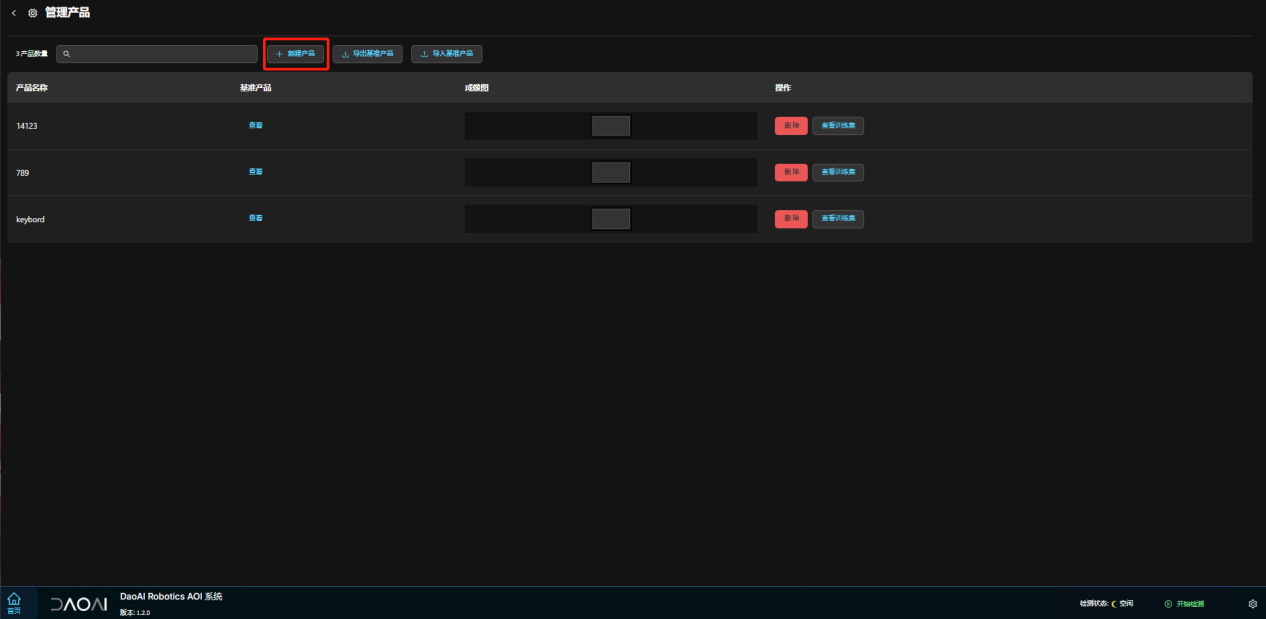 管理产品
3 产品数量 新建产品 导出基准产品 导入基准产品
产品名称 基准产品 成像图 操作
14123 查看 删 除 查看训练集
789 查看 删 除 查看训练集
keybord 查看 删 除 查看训练集
首页 DAOAI DaoAI Robotics AOI 系统
版本: 1.2.0
检测状态: 空闲 开始检测